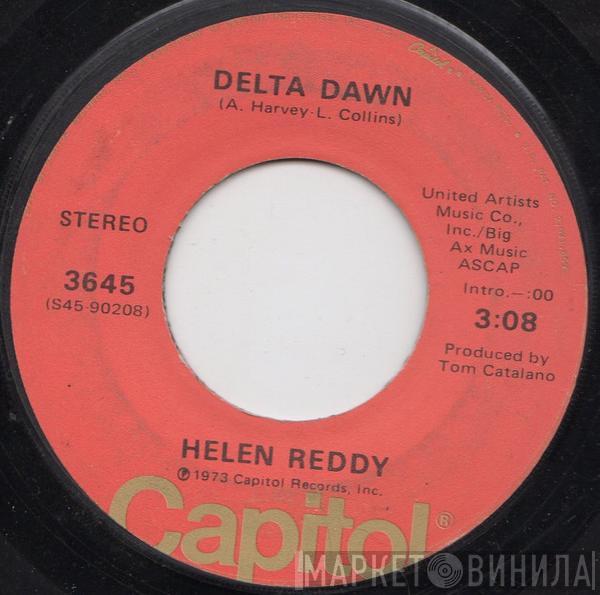 DELTA DAWN
(A. Harvey-L. Collins)
STEREO
3645
(S45-90208)
United Artists
Music Co.,
Inc./Big
Ax Music
ASCAP
Intro.–:00
3:08
Produced by
Tom Catalano
HELEN REDDY
℗1973 Capitol Records, Inc.
Capitol®
МАРКЕТ ВИНИЛА